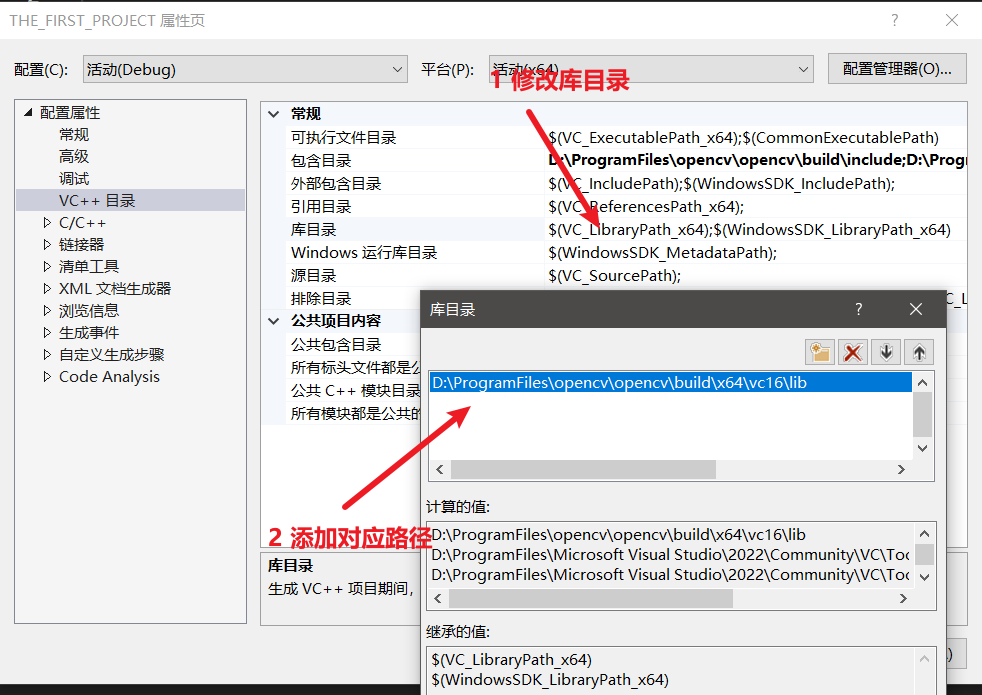 THE_FIRST_PROJECT 属性页
配置(C):
活动(Debug)
平台(P):
活动(x64)
配置管理器(O)...
1 修改库目录
配置属性
常规
高级
调试
VC++ 目录
C/C++
链接器
清单工具
XML 文档生成器
浏览信息
生成事件
自定义生成步骤
Code Analysis
常规
可执行文件目录 $(VC_ExecutablePath_x64);$(CommonExecutablePath)
包含目录 D:\ProgramFiles\opencv\opencv\build\include;D:\Prog
外部包含目录 $(VC_IncludePath);$(WindowsSDK_IncludePath);
引用目录 $(VC_ReferencesPath_x64);
库目录 $(VC_LibraryPath_x64);$(WindowsSDK_LibraryPath_x64)
Windows 运行库目录 $(WindowsSDK_MetadataPath);
源目录 $(VC_SourcePath);
排除目录
公共项目内容
公共包含目录
所有标头文件都是公
公共 C++ 模块目录
所有模块都是公共的
库目录
生成 VC++ 项目期间,
2 添加对应路径
库目录
D:\ProgramFiles\opencv\opencv\build\x64\vc16\lib
计算的值:
D:\ProgramFiles\opencv\opencv\build\x64\vc16\lib
D:\ProgramFiles\Microsoft Visual Studio\2022\Community\VC\Toc
D:\ProgramFiles\Microsoft Visual Studio\2022\Community\VC\Toc
继承的值:
$(VC_LibraryPath_x64)
$(WindowsSDK_LibraryPath_x64)